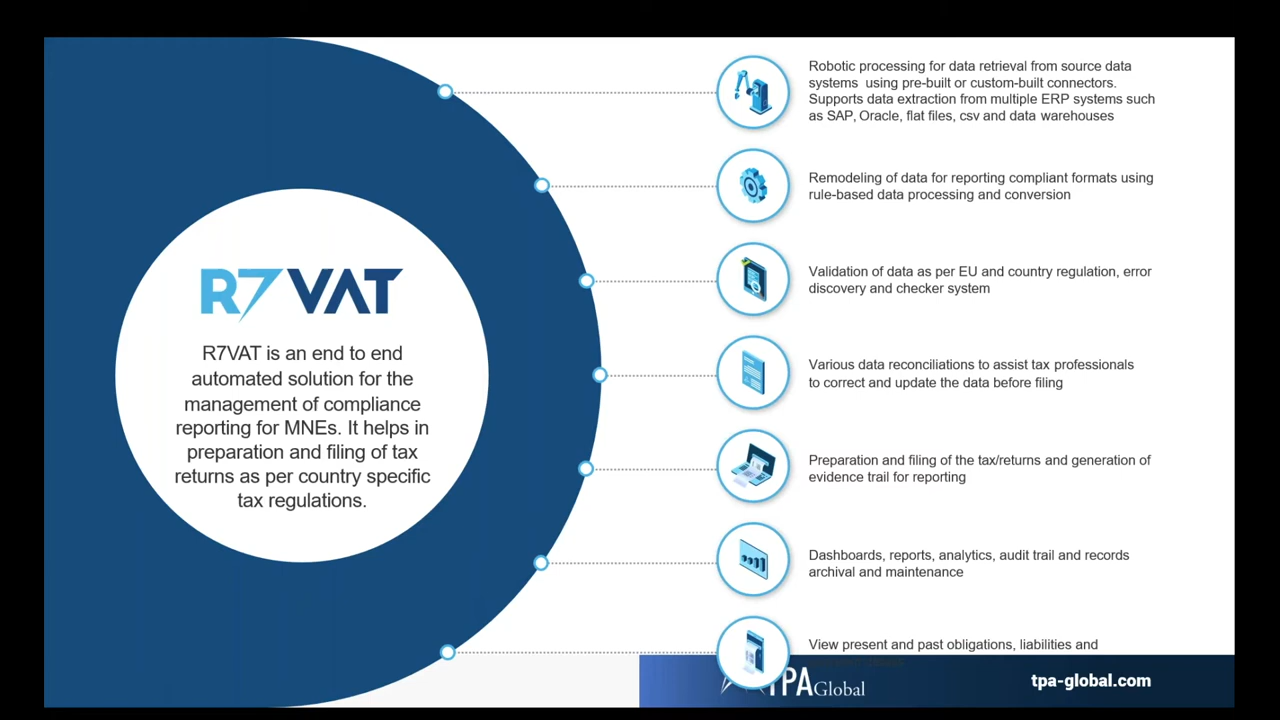 R7VAT
R7VAT is an end to end
automated solution for the
management of compliance
reporting for MNEs. It helps in
preparation and filing of tax
returns as per country specific
tax regulations.
Robotic processing for data retrieval from source data
systems using pre-built or custom-built connectors.
Supports data extraction from multiple ERP systems such
as SAP, Oracle, flat files, csv and data warehouses
Remodeling of data for reporting compliant formats using
rule-based data processing and conversion
Validation of data as per EU and country regulation, error
discovery and checker system
Various data reconciliations to assist tax professionals
to correct and update the data before filing
Preparation and filing of the tax/returns and generation of
evidence trail for reporting
Dashboards, reports, analytics, audit trail and records
archival and maintenance
View present and past obligations, liabilities and
TPA Global
tpa-global.com